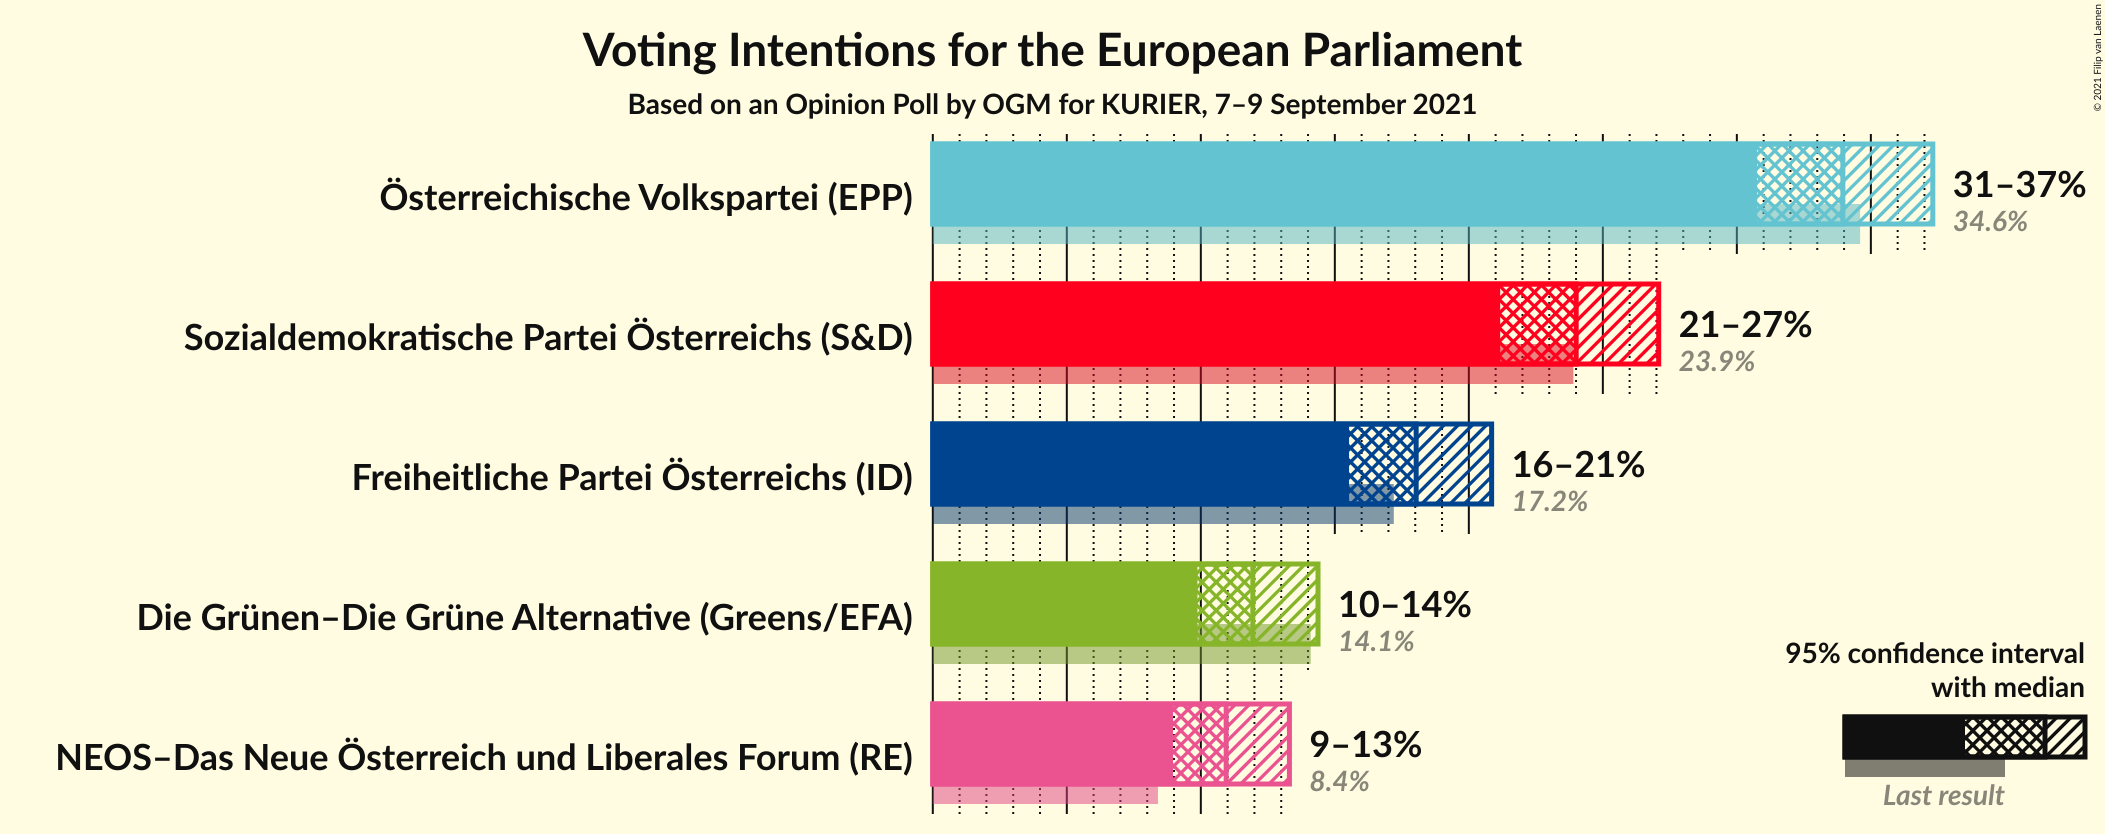 Voting Intentions for the European Parliament
Based on an Opinion Poll by OGM for KURIER, 7–9 September 2021
© 2021 Filip van Laenen
Österreichische Volkspartei (EPP)
31–37%
34.6%
Sozialdemokratische Partei Österreichs (S&D)
21–27%
23.9%
Freiheitliche Partei Österreichs (ID)
16–21%
17.2%
Die Grünen–Die Grüne Alternative (Greens/EFA)
10–14%
14.1%
NEOS–Das Neue Österreich und Liberales Forum (RE)
9–13%
8.4%
95% confidence interval
with median
Last result